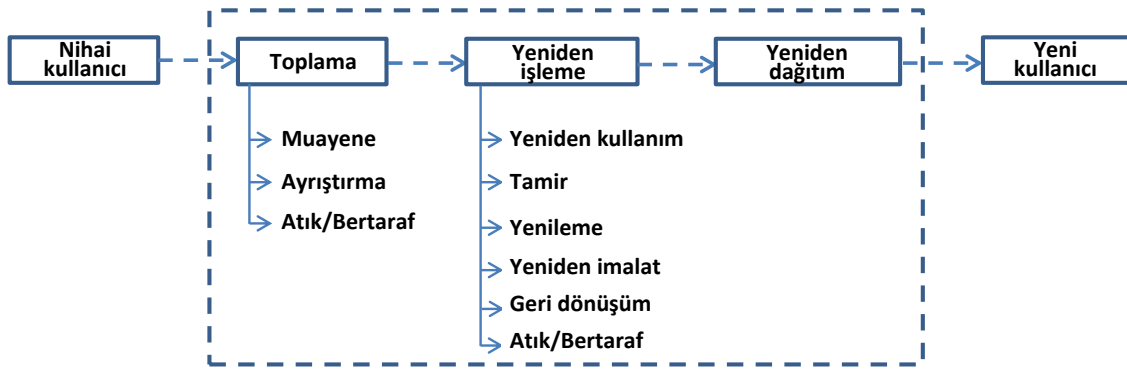 Nihai
kullanıcı
Toplama
Yeniden
işleme
Yeniden
dağıtım
Yeni
kullanıcı
Muayene
Ayrıştırma
Atık/Bertaraf
Yeniden kullanım
Tamir
Yenileme
Yeniden imalat
Geri dönüşüm
Atık/Bertaraf